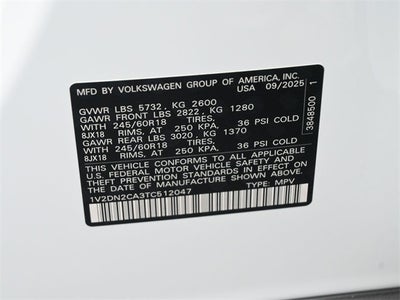 MFD BY VOLKSWAGEN GROUP OF AMERICA, INC.
USA 09/2025
GVWR LBS 5732, KG 2600
GAWR FRONT LBS 2822, KG 1280
WITH 245/60R18 TIRES,
8JX18 RIMS, AT 250 KPA, 36 PSI COLD
GAWR REAR LBS 3020, KG 1370
WITH 245/60R18 TIRES,
8JX18 RIMS, AT 250 KPA, 36 PSI COLD
THIS VEHICLE CONFORMS TO ALL APPLICABLE
U.S. FEDERAL MOTOR VEHICLE SAFETY AND
THEFT PREVENTION STANDARDS IN EFFECT ON
THE DATE OF MANUFACTURE SHOWN ABOVE.
1V2DN2CA3TC512047 TYPE: MPV
3848500 1